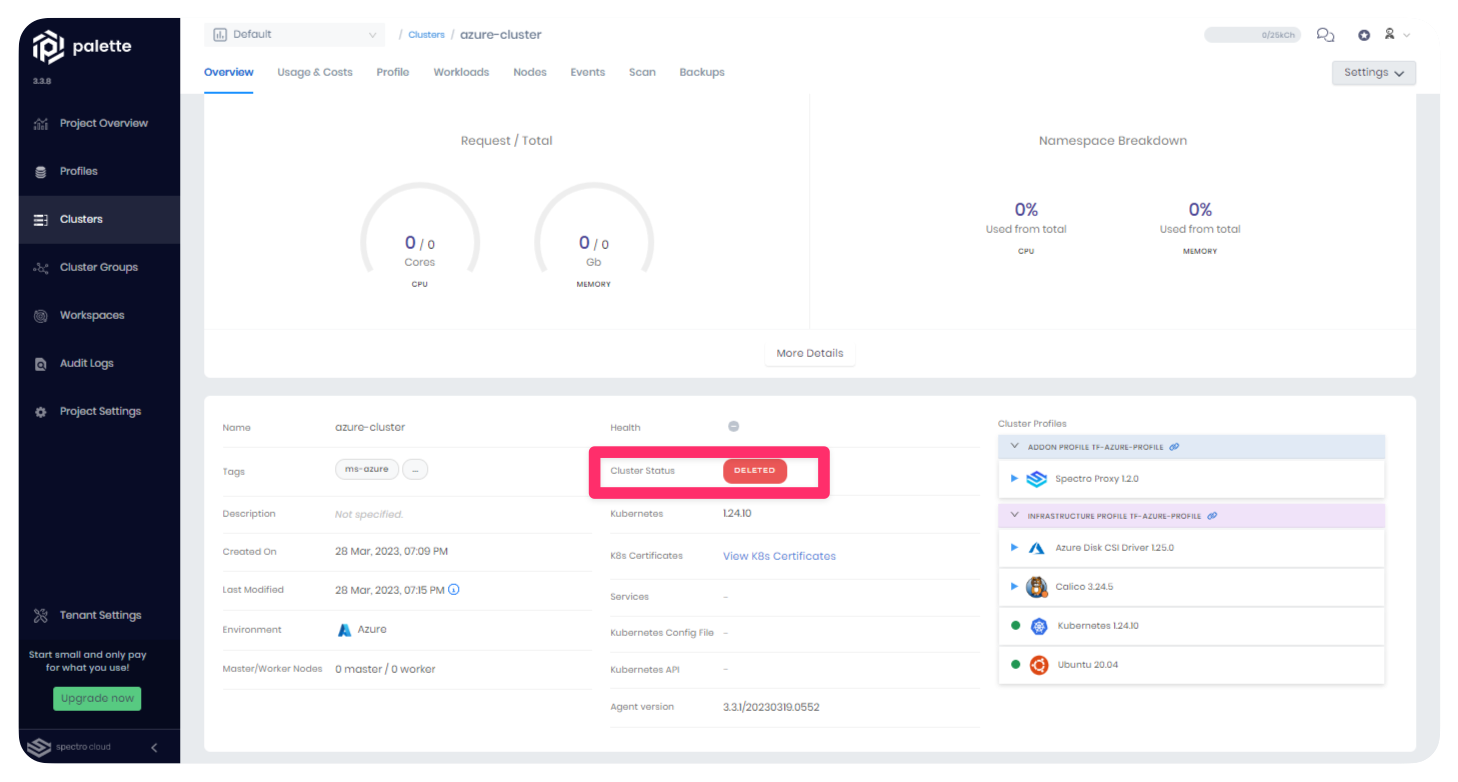 palette
3.3.8
Project Overview
Profiles
Clusters
Cluster Groups
Workspaces
Audit Logs
Project Settings
Tenant Settings
Start small and only pay
for what you use!
Upgrade now
spectro cloud
Default / Clusters / azure-cluster
0/25kCh
Overview Usage & Costs Profile Workloads Nodes Events Scan Backups
Settings
Request / Total
0 / 0
Cores
CPU
0 / 0
Gb
MEMORY
Namespace Breakdown
0%
Used from total
CPU
0%
Used from total
MEMORY
More Details
Name azure-cluster
Tags ms-azure ...
Description Not specified.
Created On 28 Mar, 2023, 07:09 PM
Last Modified 28 Mar, 2023, 07:15 PM
Environment Azure
Master/Worker Nodes 0 master / 0 worker
Health
Cluster Status DELETED
Kubernetes 1.24.10
K8s Certificates View K8s Certificates
Services -
Kubernetes Config File -
Kubernetes API -
Agent version 3.3.1/20230319.0552
Cluster Profiles
ADDON PROFILE TF-AZURE-PROFILE
Spectro Proxy 1.2.0
INFRASTRUCTURE PROFILE TF-AZURE-PROFILE
Azure Disk CSI Driver 1.25.0
Calico 3.24.5
Kubernetes 1.24.10
Ubuntu 20.04